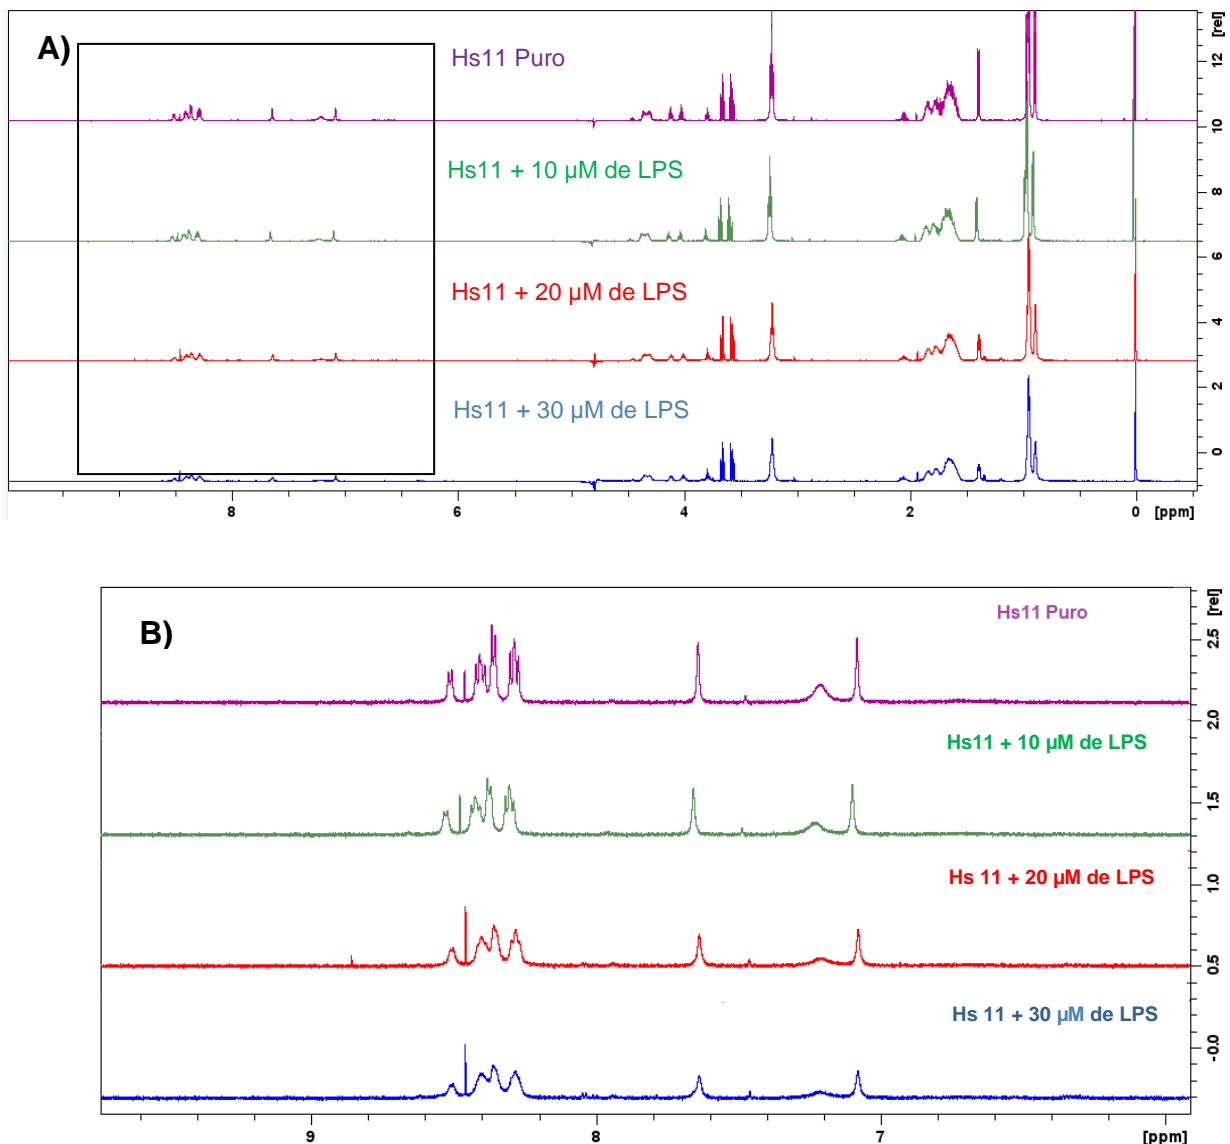 A)
Hs11 Puro
Hs11 + 10 µM de LPS
Hs11 + 20 µM de LPS
Hs11 + 30 µM de LPS
[rel]
12
10
8
6
4
2
0
8
6
4
2
0
[ppm]
B)
Hs11 Puro
Hs11 + 10 µM de LPS
Hs 11 + 20 µM de LPS
Hs 11 + 30 µM de LPS
[rel]
2.5
2.0
1.5
1.0
0.5
-0.0
9
8
7
[ppm]